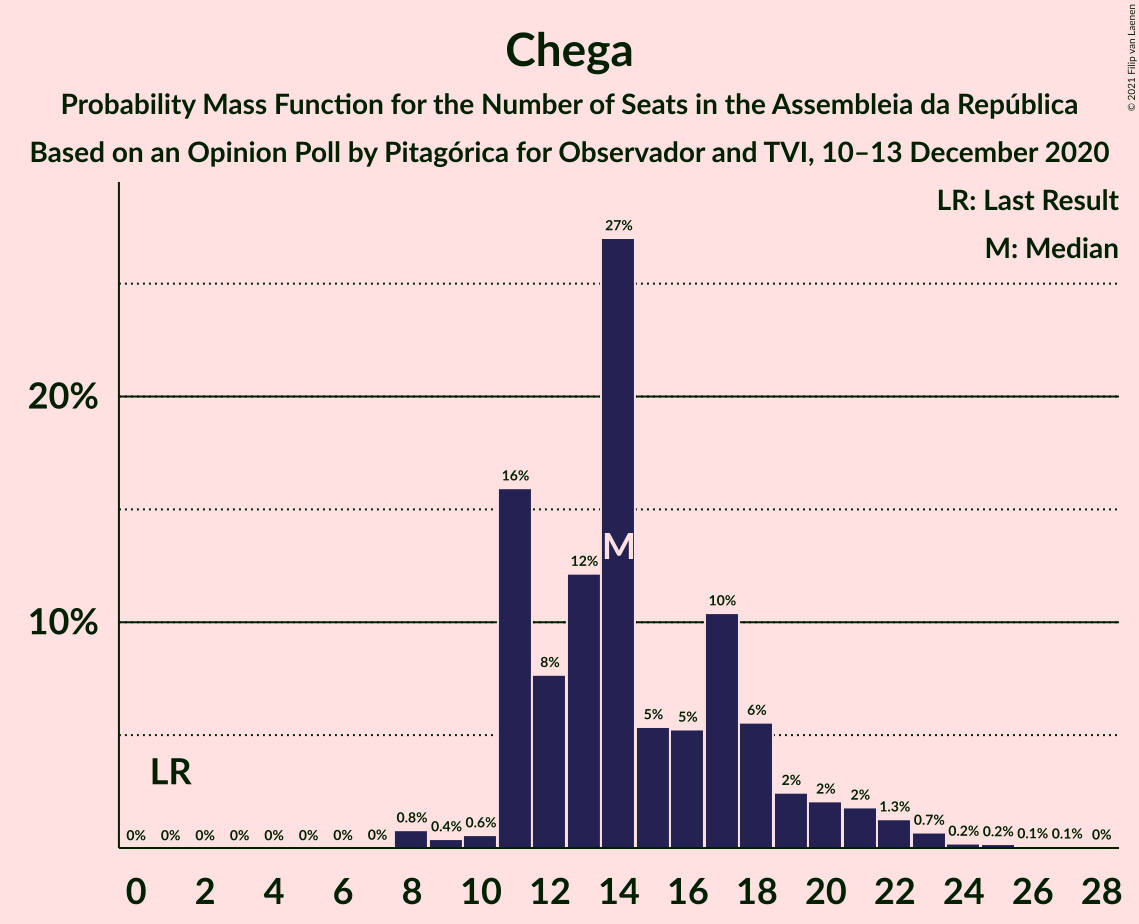 Chega
Probability Mass Function for the Number of Seats in the Assembleia da República
Based on an Opinion Poll by Pitagórica for Observador and TVI, 10–13 December 2020
© 2021 Filip van Laenen
LR: Last Result
M: Median
20%
10%
0% 0% 0% 0% 0% 0% 0% 0% 0.8% 0.4% 0.6% 16% 8% 12% 27% 5% 5% 10% 6% 2% 2% 2% 1.3% 0.7% 0.2% 0.2% 0.1% 0.1% 0%
M
LR
0 2 4 6 8 10 12 14 16 18 20 22 24 26 28